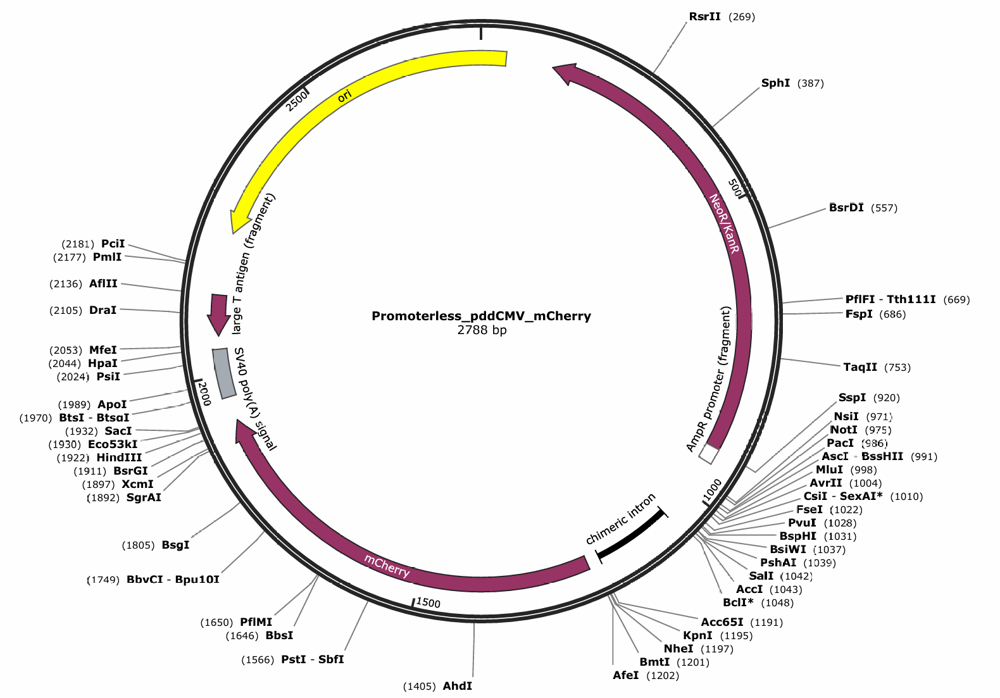 RsrII (269)
SphI (387)
500
BsrDI (557)
PflFI - Tth111I (669)
FspI (686)
TaqII (753)
SspI (920)
NsiI (971)
NotI (975)
PacI (986)
AscI - BssHII (991)
MluI (998)
AvrII (1004)
CsiI - SexAI* (1010)
FseI (1022)
PvuI (1028)
BspHI (1031)
BsiWI (1037)
PshAI (1039)
SalI (1042)
AccI (1043)
BclI* (1048)
1000
Acc65I (1191)
KpnI (1195)
NheI (1197)
BmtI (1201)
AfeI (1202)
(1405) AhdI
1500
(1566) PstI - SbfI
(1646) BbsI
(1650) PflMI
(1749) BbvCI - Bpu10I
(1805) BsgI
(1892) SgrAI
(1897) XcmI
(1911) BsrGI
(1922) HindIII
(1930) Eco53kI
(1932) SacI
(1970) BtsI - BtsαI
(1989) ApoI
2000
(2024) PsiI
(2044) HpaI
(2053) MfeI
(2105) DraI
(2136) AflII
(2177) PmlI
(2181) PciI
2500
ori
NeoR/KanR
AmpR promoter (fragment)
chimeric intron
mCherry
SV40 poly(A) signal
large T antigen (fragment)
Promoterless_pddCMV_mCherry
2788 bp